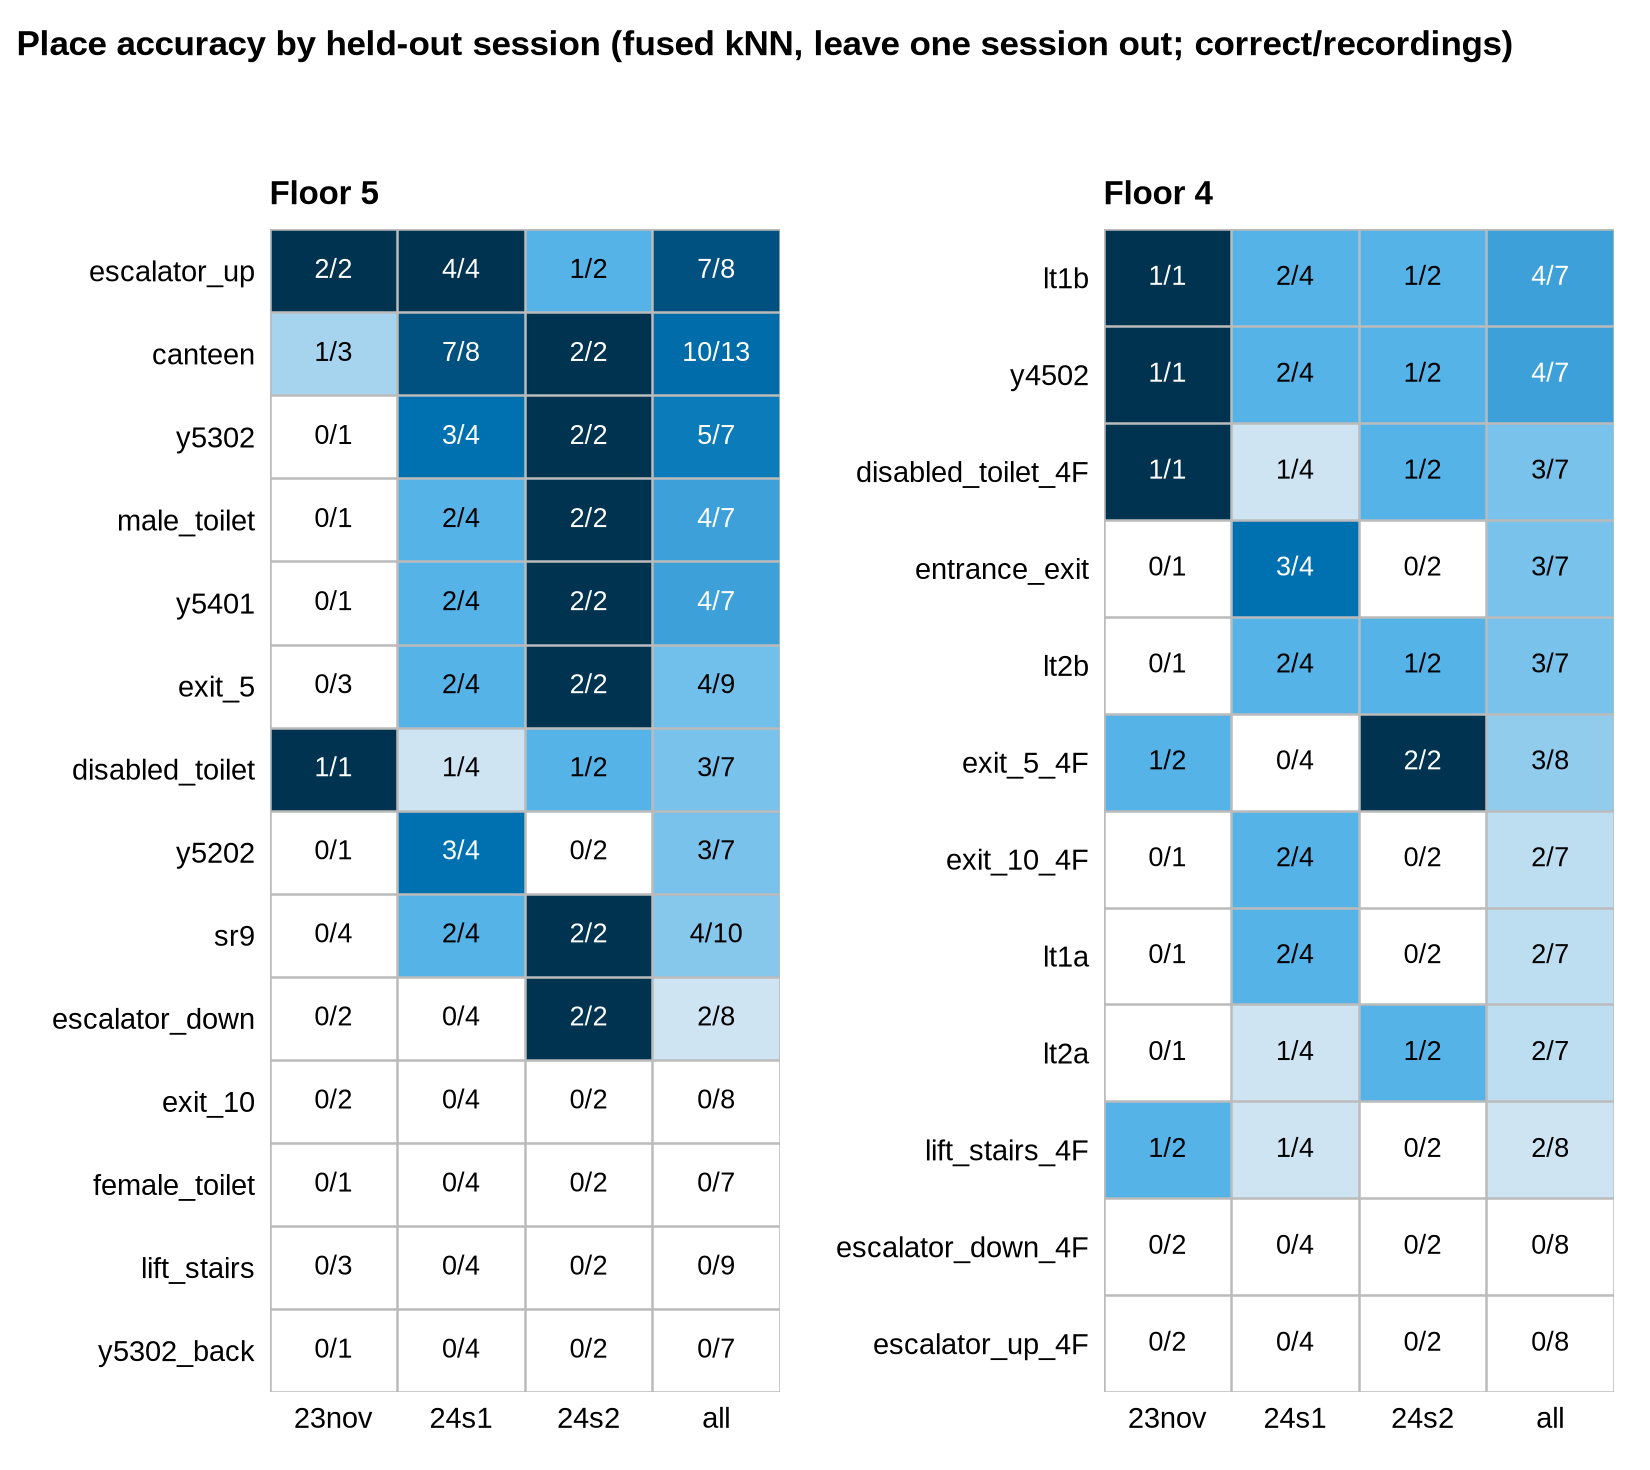 Place accuracy by held-out session (fused kNN, leave one session out; correct/recordings)
Floor 5
escalator_up 2/2 4/4 1/2 7/8
canteen 1/3 7/8 2/2 10/13
y5302 0/1 3/4 2/2 5/7
male_toilet 0/1 2/4 2/2 4/7
y5401 0/1 2/4 2/2 4/7
exit_5 0/3 2/4 2/2 4/9
disabled_toilet 1/1 1/4 1/2 3/7
y5202 0/1 3/4 0/2 3/7
sr9 0/4 2/4 2/2 4/10
escalator_down 0/2 0/4 2/2 2/8
exit_10 0/2 0/4 0/2 0/8
female_toilet 0/1 0/4 0/2 0/7
lift_stairs 0/3 0/4 0/2 0/9
y5302_back 0/1 0/4 0/2 0/7
23nov 24s1 24s2 all
Floor 4
lt1b 1/1 2/4 1/2 4/7
y4502 1/1 2/4 1/2 4/7
disabled_toilet_4F 1/1 1/4 1/2 3/7
entrance_exit 0/1 3/4 0/2 3/7
lt2b 0/1 2/4 1/2 3/7
exit_5_4F 1/2 0/4 2/2 3/8
exit_10_4F 0/1 2/4 0/2 2/7
lt1a 0/1 2/4 0/2 2/7
lt2a 0/1 1/4 1/2 2/7
lift_stairs_4F 1/2 1/4 0/2 2/8
escalator_down_4F 0/2 0/4 0/2 0/8
escalator_up_4F 0/2 0/4 0/2 0/8
23nov 24s1 24s2 all